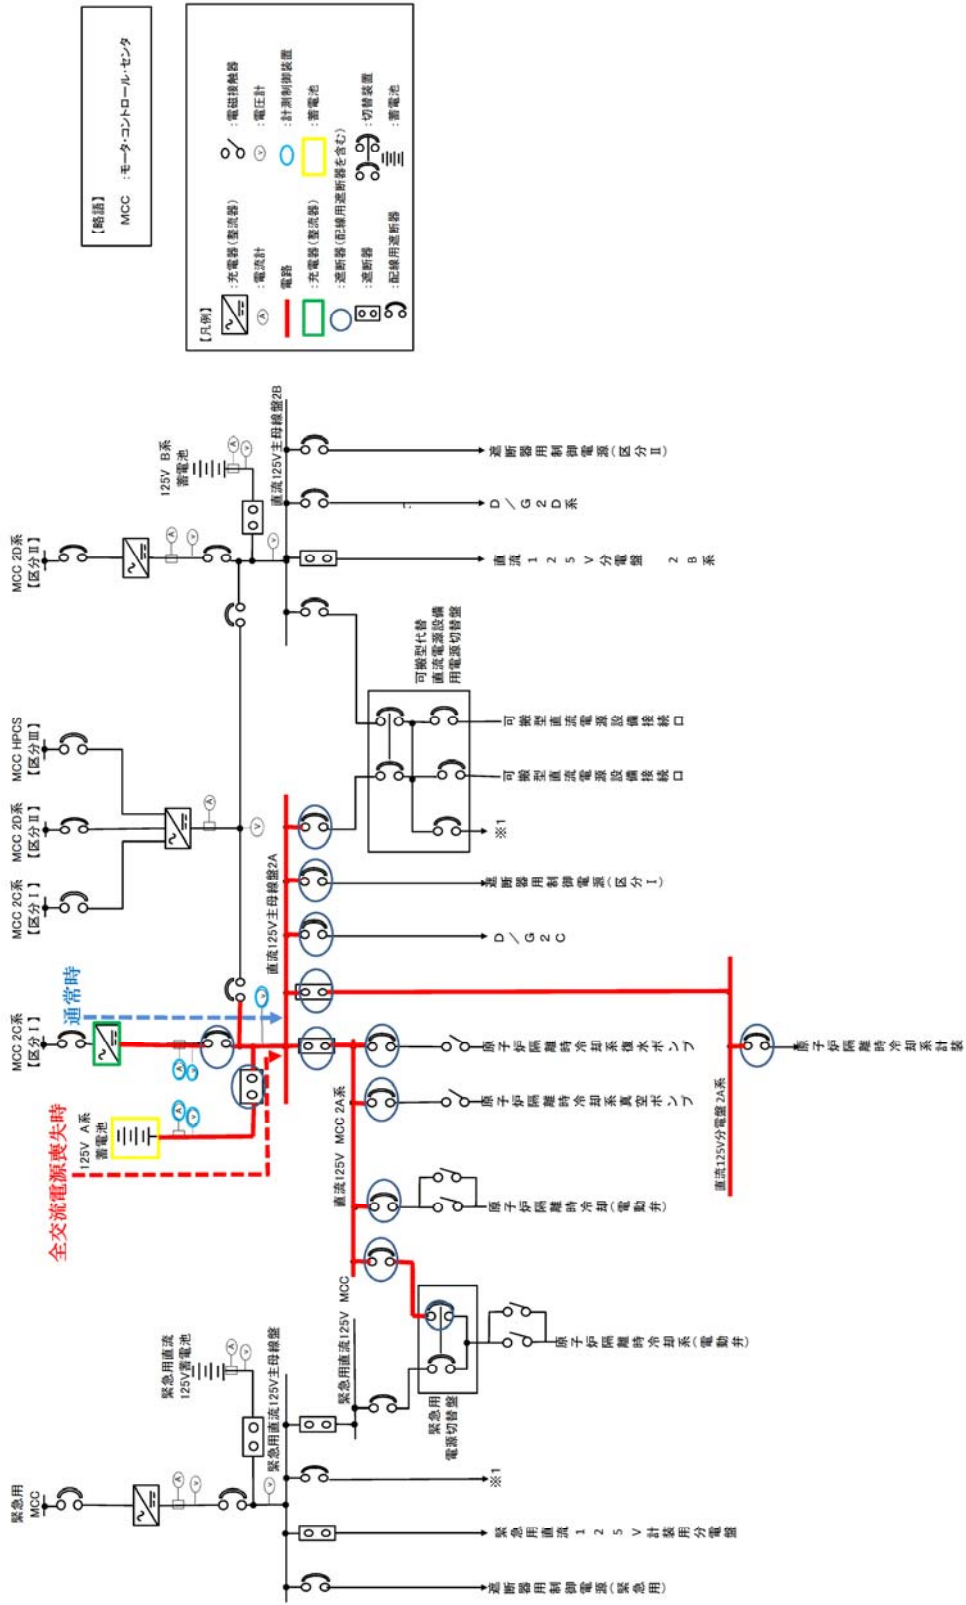 【略語】
MCC :モータ・コントロール・センタ
【凡例】
:充電器(整流器)
:電磁接触器
:電流計
:電圧計
電路
:計測制御装置
:充電器(整流器)
:蓄電池
:遮断器(配線用遮断器を含む)
:遮断器
:切替装置
:配線用遮断器
:蓄電池
緊急用
MCC
緊急用直流
125V蓄電池
緊急用直流125V主母線盤
緊急用直流125V MCC
緊急用
電源切替盤
遮断器用制御電源(緊急用)
緊急用直流125V計装用分電盤
※1
原子炉隔離時冷却系(電動弁)
全交流電源喪失時
通常時
125V A系
蓄電池
MCC 2C系
【区分Ⅰ】
直流125V主母線盤2A
直流125V MCC 2A系
原子炉隔離時冷却(電動弁)
原子炉隔離時冷却系真空ポンプ
原子炉隔離時冷却系復水ポンプ
直流125V分電盤 2A系
原子炉隔離時冷却系計装
D/G2C
遮断器用制御電源(区分Ⅰ)
MCC 2C系
【区分Ⅰ】
MCC 2D系
【区分Ⅱ】
MCC HPCS
【区分Ⅲ】
※1
可搬型直流電源設備接続口
可搬型直流電源設備接続口
可搬型代替
直流電源設備
用電源切替盤
MCC 2D系
【区分Ⅱ】
125V B系
蓄電池
直流125V主母線盤2B
直流125V分電盤 2B系
D/G2D系
遮断器用制御電源(区分Ⅱ)
A
V
A
V
A
V
A
V
V
A
V
A
V
A
V
V